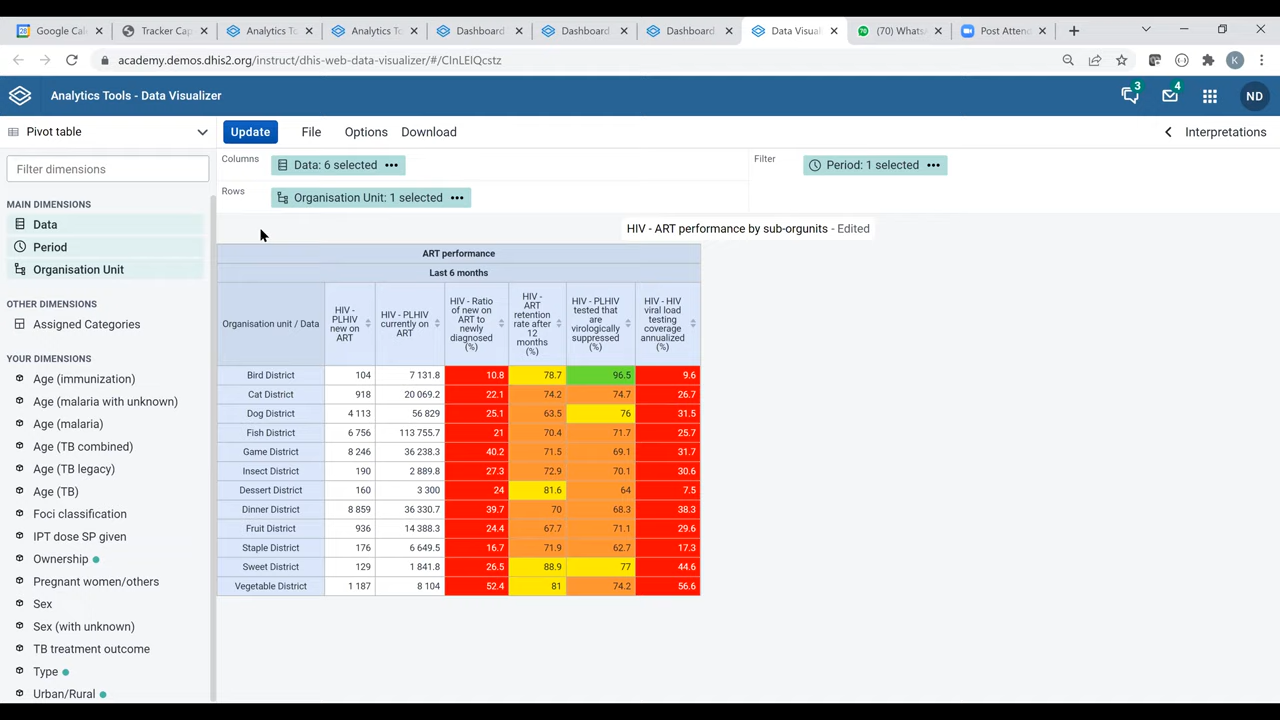 Google Cal
Tracker Cap
Analytics To
Analytics To
Dashboard
Dashboard
Dashboard
Data Visual
(70) Whats
Post Attend
academy.demos.dhis2.org/instruct/dhis-web-data-visualizer/#/CfLLEIQcstz
K
Analytics Tools - Data Visualizer
3
4
ND
Pivot table
Update
File
Options
Download
Interpretations
Columns
Data: 6 selected
Filter
Period: 1 selected
Rows
Organisation Unit: 1 selected
Filter dimensions
MAIN DIMENSIONS
Data
Period
Organisation Unit
OTHER DIMENSIONS
Assigned Categories
YOUR DIMENSIONS
Age (immunization)
Age (malaria with unknown)
Age (malaria)
Age (TB combined)
Age (TB legacy)
Age (TB)
Foci classification
IPT dose SP given
Ownership
Pregnant women/others
Sex
Sex (with unknown)
TB treatment outcome
Type
Urban/Rural
HIV - ART performance by sub-orgunits - Edited
ART performance
Last 6 months
Organisation unit / Data
HIV - PLHIV new on ART
HIV - PLHIV currently on ART
HIV - Ratio of new on ART to newly diagnosed (%)
HIV - ART retention rate after 12 months (%)
HIV - PLHIV tested that are virologically suppressed (%)
HIV - HIV viral load testing coverage annualized (%)
Bird District 104 7 131.8 10.8 78.7 96.5 9.6
Cat District 918 20 069.2 22.1 74.2 74.7 26.7
Dog District 4 113 56 829 25.1 63.5 76 31.5
Fish District 6 756 113 755.7 21 70.4 71.7 25.7
Game District 8 246 36 238.3 40.2 71.5 69.1 31.7
Insect District 190 2 889.8 27.3 72.9 70.1 30.6
Dessert District 160 3 300 24 81.6 64 7.5
Dinner District 8 859 36 330.7 39.7 70 68.3 38.3
Fruit District 936 14 388.3 24.4 67.7 71.1 29.6
Staple District 176 6 649.5 16.7 71.9 62.7 17.3
Sweet District 129 1 841.8 26.5 88.9 77 44.6
Vegetable District 1 187 8 104 52.4 81 74.2 56.6